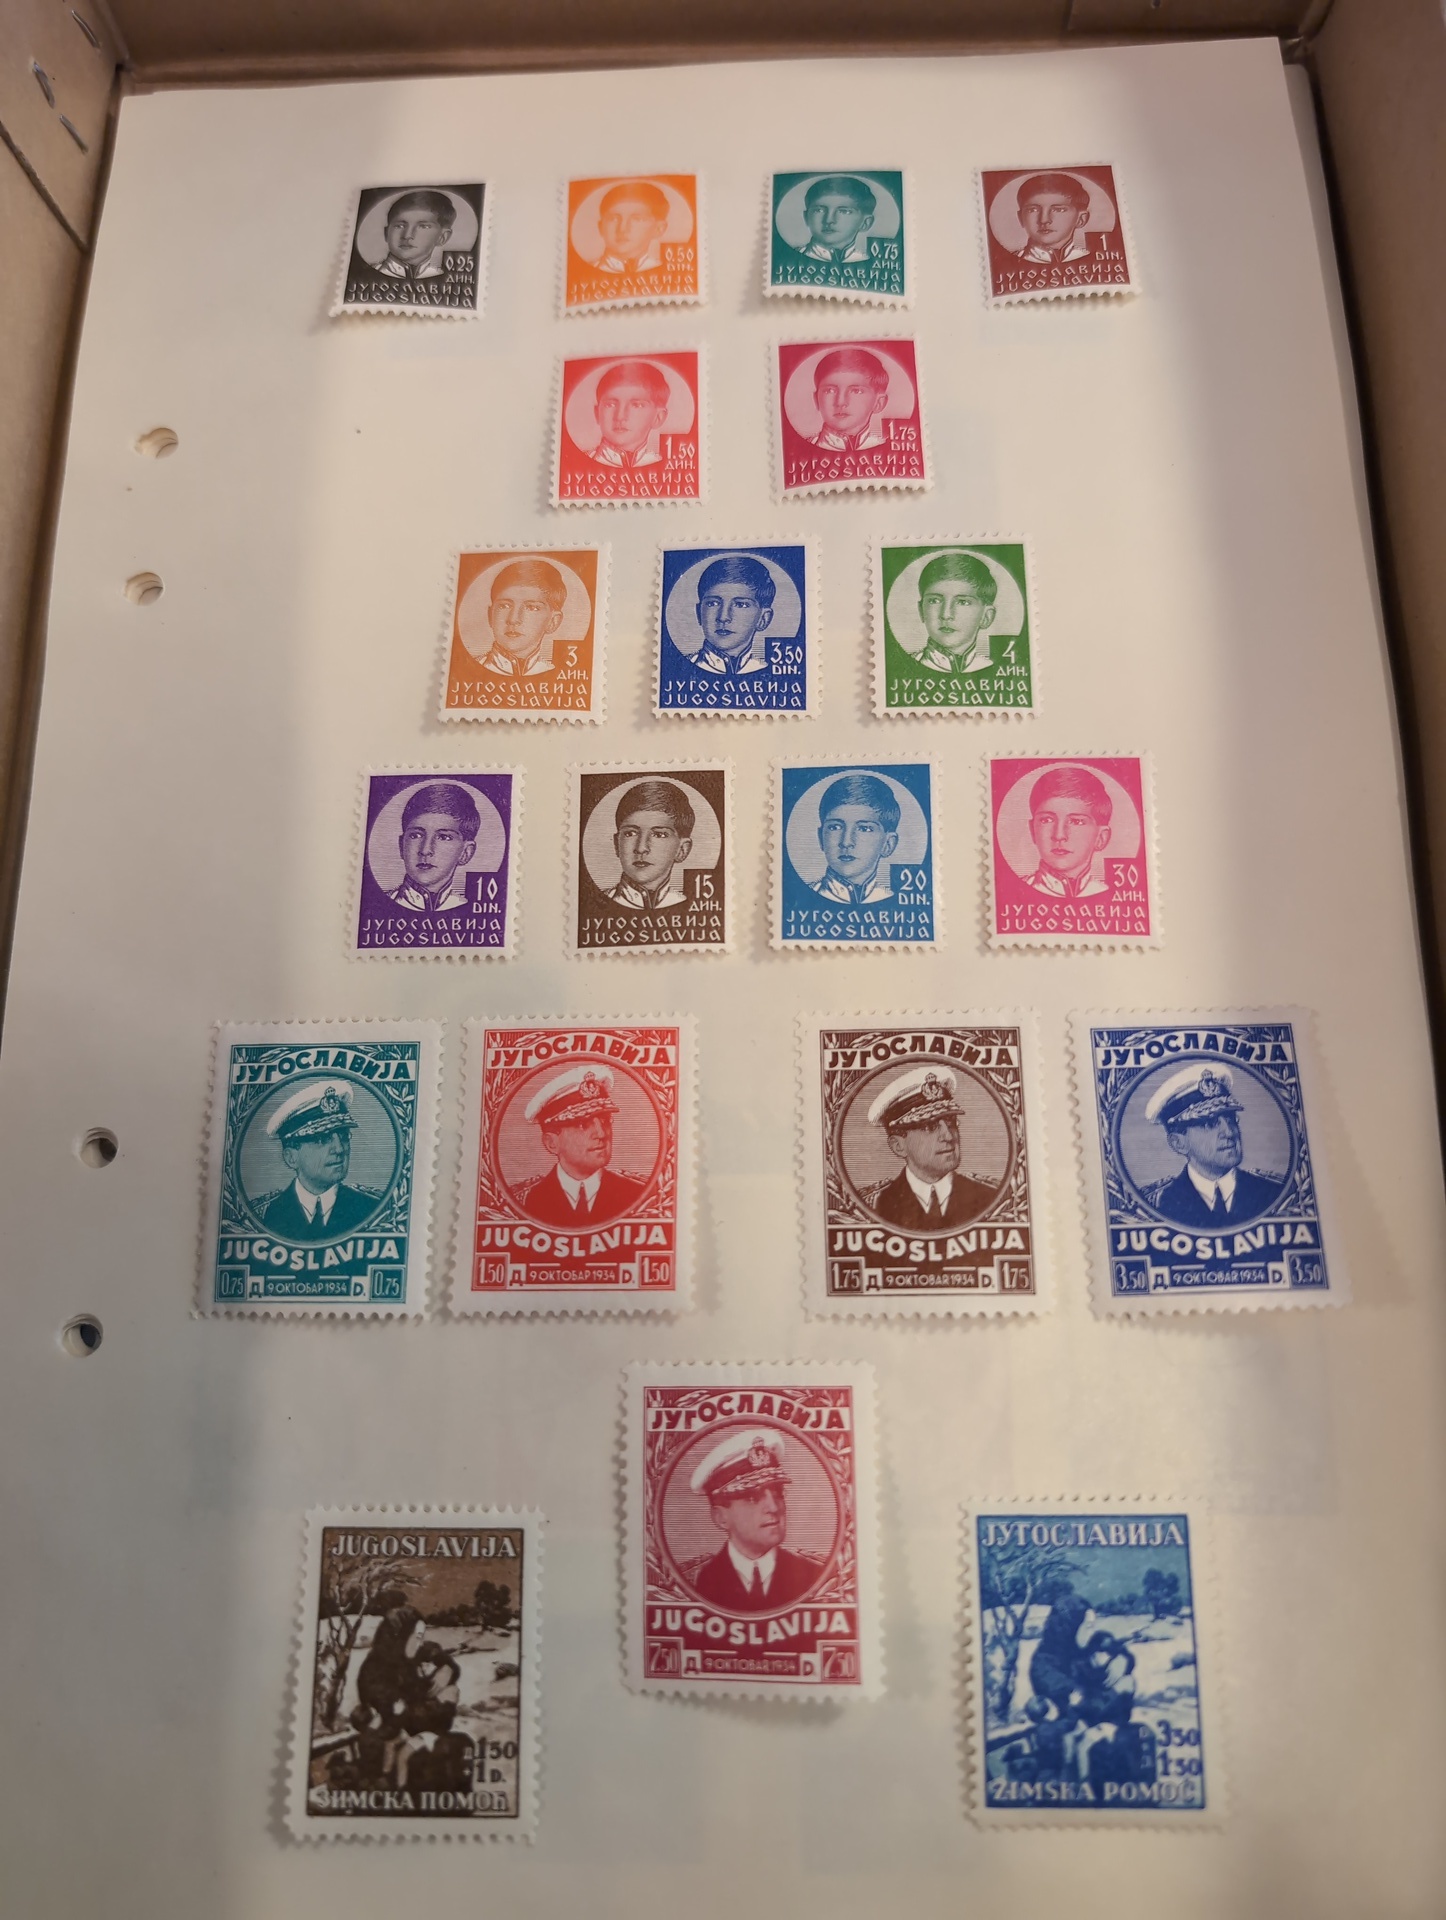 0.25
ДИН.
ЈУГОСЛАВИЈА
JUGOSLAVIJA
0.50
DIN.
ЈУГОСЛАВИЈА
JUGOSLAVIJA
0.75
ДИН.
ЈУГОСЛАВИЈА
JUGOSLAVIJA
1
DIN.
ЈУГОСЛАВИЈА
JUGOSLAVIJA
1.50
ДИН.
ЈУГОСЛАВИЈА
JUGOSLAVIJA
1.75
DIN.
ЈУГОСЛАВИЈА
JUGOSLAVIJA
3
ДИН.
ЈУГОСЛАВИЈА
JUGOSLAVIJA
3.50
DIN.
ЈУГОСЛАВИЈА
JUGOSLAVIJA
4
ДИН.
ЈУГОСЛАВИЈА
JUGOSLAVIJA
10
DIN.
ЈУГОСЛАВИЈА
JUGOSLAVIJA
15
ДИН.
ЈУГОСЛАВИЈА
JUGOSLAVIJA
20
DIN.
ЈУГОСЛАВИЈА
JUGOSLAVIJA
30
ДИН.
ЈУГОСЛАВИЈА
JUGOSLAVIJA
ЈУГОСЛАВИЈА
JUGOSLAVIJA
0.75 Д 9 ОКТОБАР 1934 D. 0.75
ЈУГОСЛАВИЈА
JUGOSLAVIJA
1.50 Д 9 ОКТОБАР 1934 D. 1.50
ЈУГОСЛАВИЈА
JUGOSLAVIJA
1.75 Д 9 OKTOBAR 1934 D. 1.75
ЈУГОСЛАВИЈА
JUGOSLAVIJA
3.50 Д 9 OKTOBAR 1934 D. 3.50
ЈУГОСЛАВИЈА
JUGOSLAVIJA
7.50 Д 9 OKTOBAR 1934 D. 7.50
JUGOSLAVIJA
1.50
+1 D.
ЗИМСКА ПОМОЋ
ЈУГОСЛАВИЈА
3.50
1.50
ZIMSKA POMOĆ